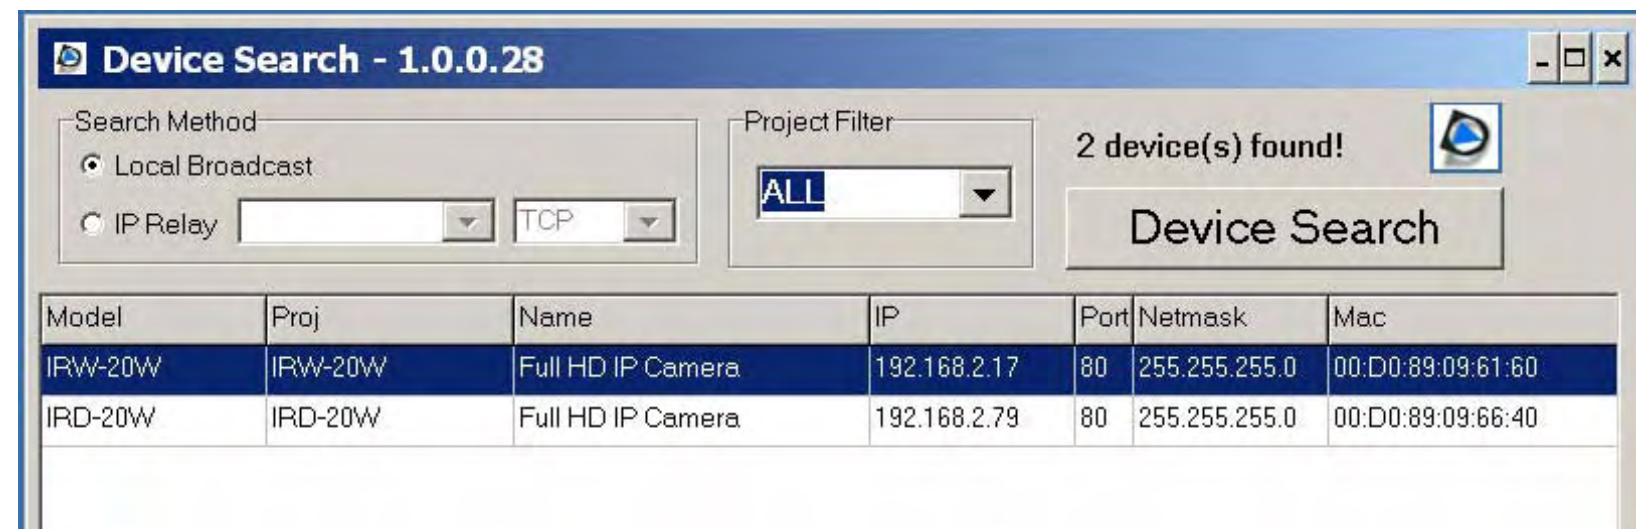 Device Search - 1.0.0.28
Search Method
Local Broadcast
IP Relay TCP
Project Filter
ALL
2 device(s) found!
Device Search
Model Proj Name IP Port Netmask Mac
IRW-20W IRW-20W Full HD IP Camera 192.168.2.17 80 255.255.255.0 00:D0:89:09:61:60
IRD-20W IRD-20W Full HD IP Camera 192.168.2.79 80 255.255.255.0 00:D0:89:09:66:40